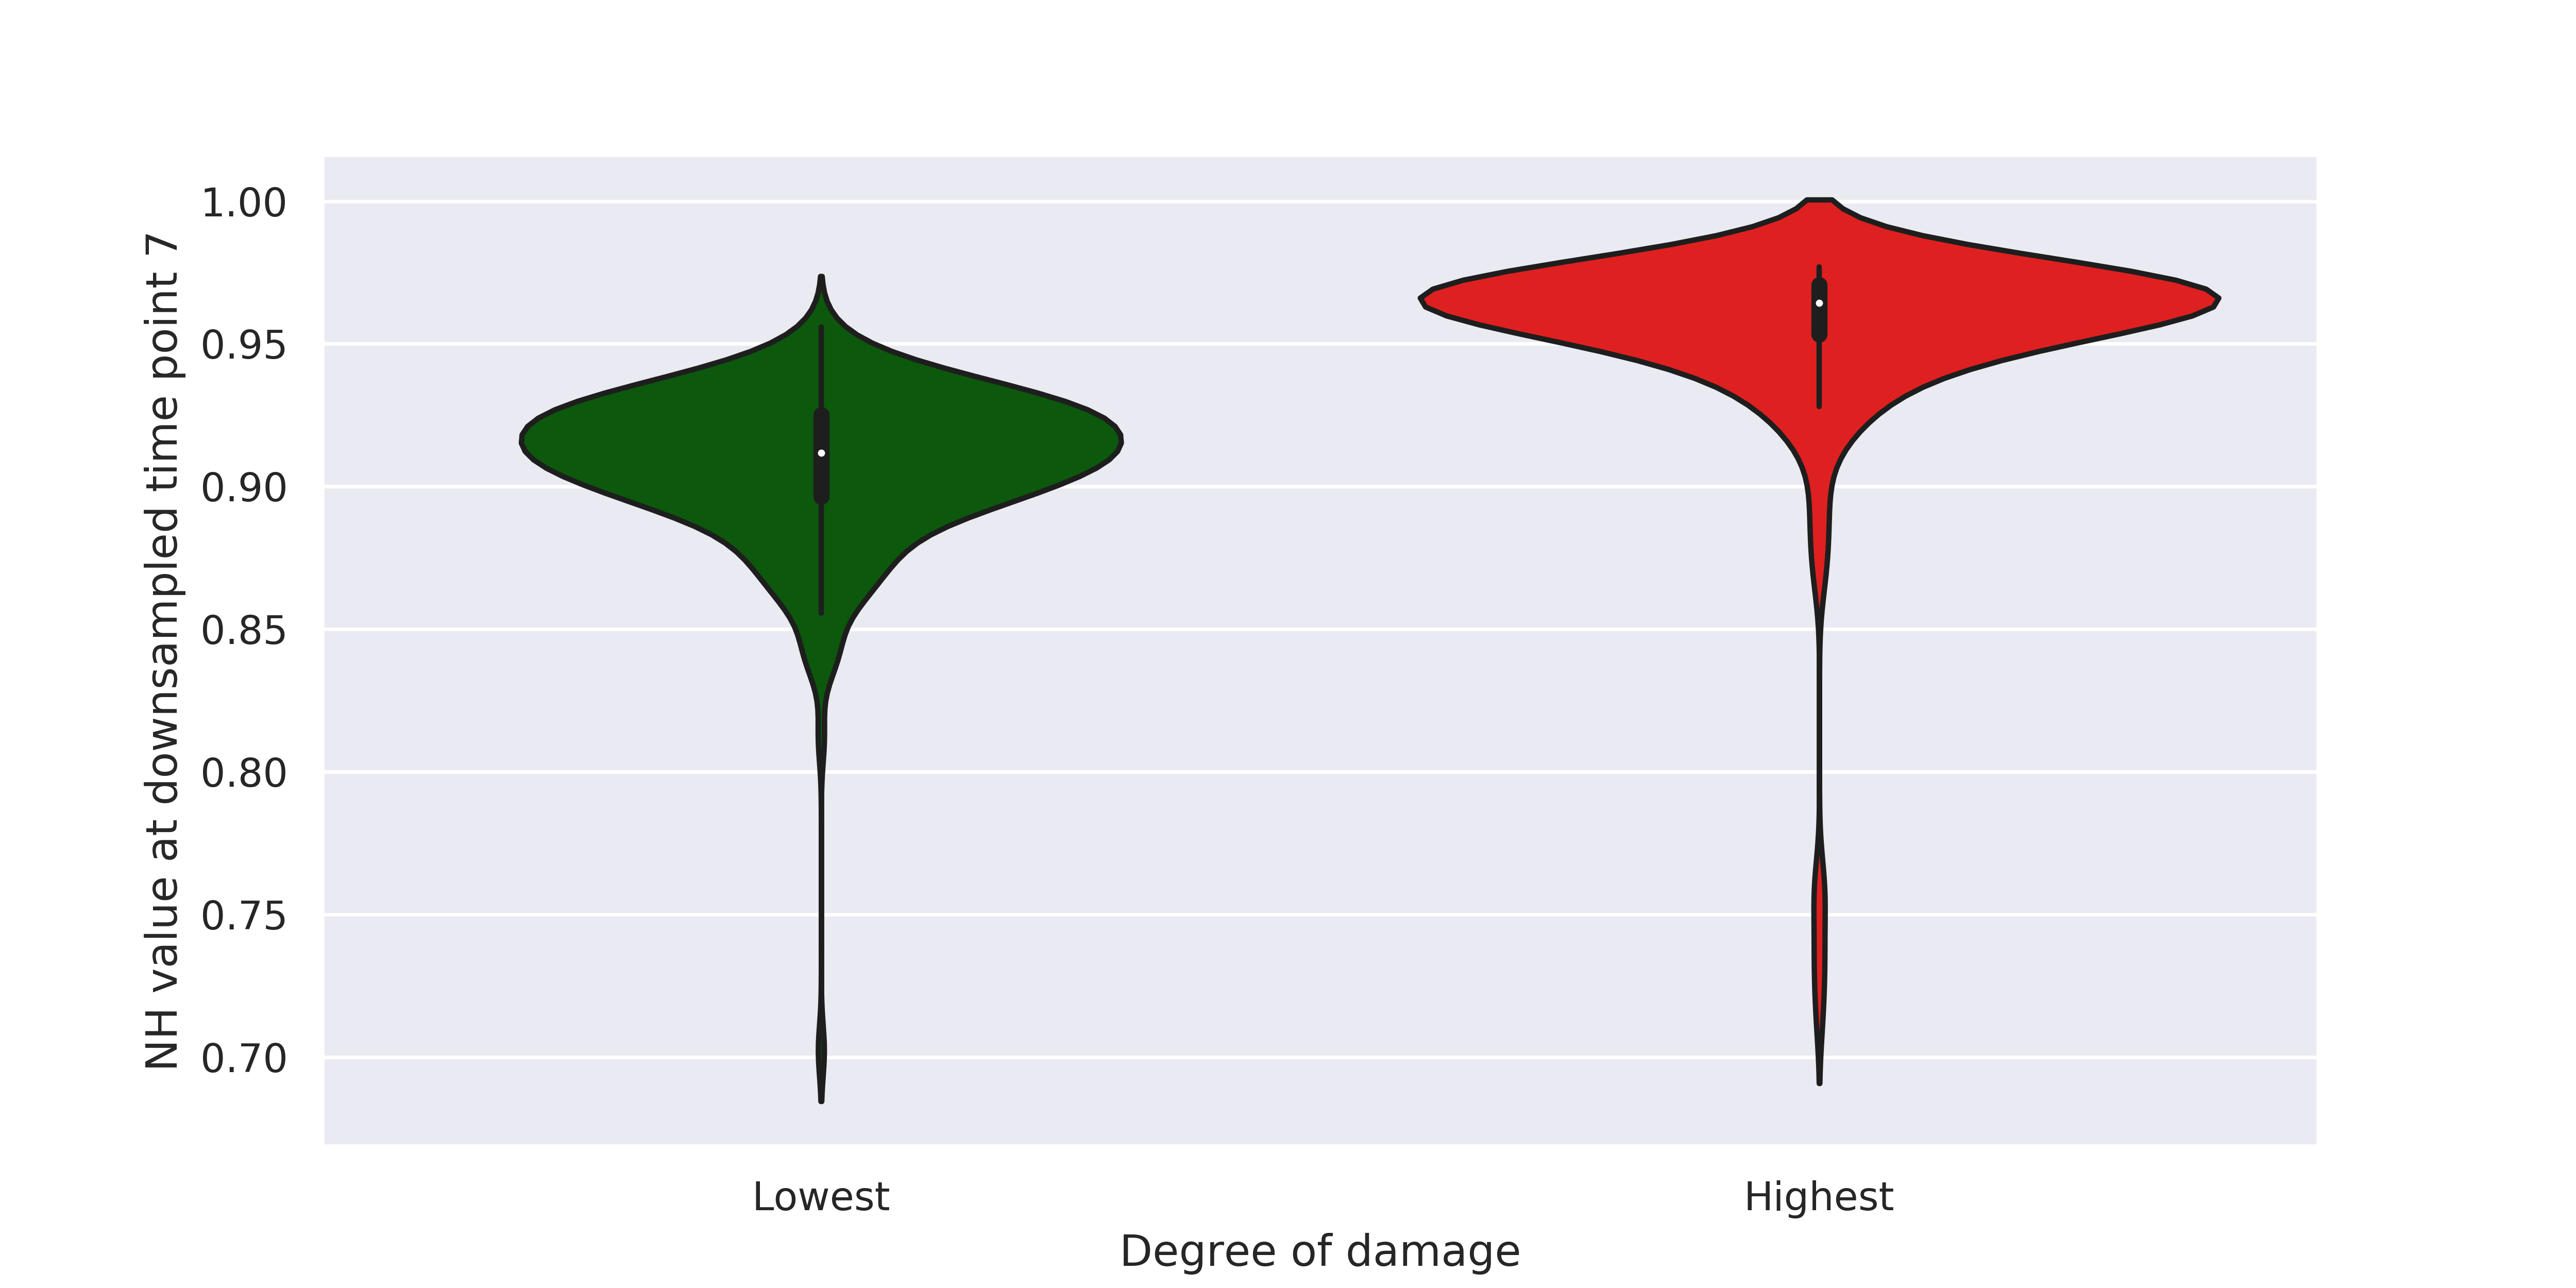 NH value at downsampled time point 7
1.00
0.95
0.90
0.85
0.80
0.75
0.70
Lowest
Highest
Degree of damage